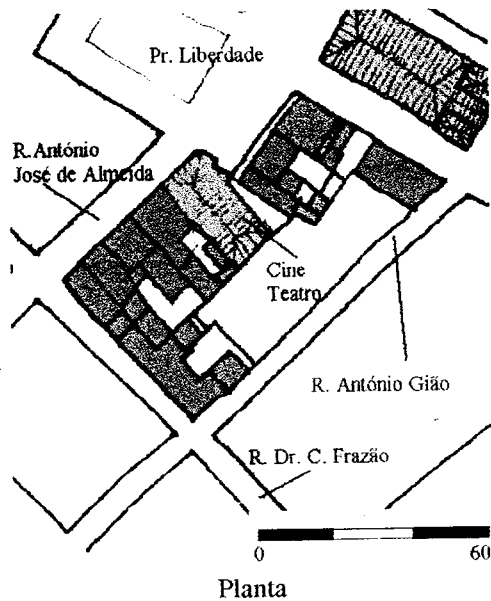 Pr. Liberdade
R. António
José de Almeida
Cine
Teatro
R. António Gião
R. Dr. C. Frazão
0 60
Planta